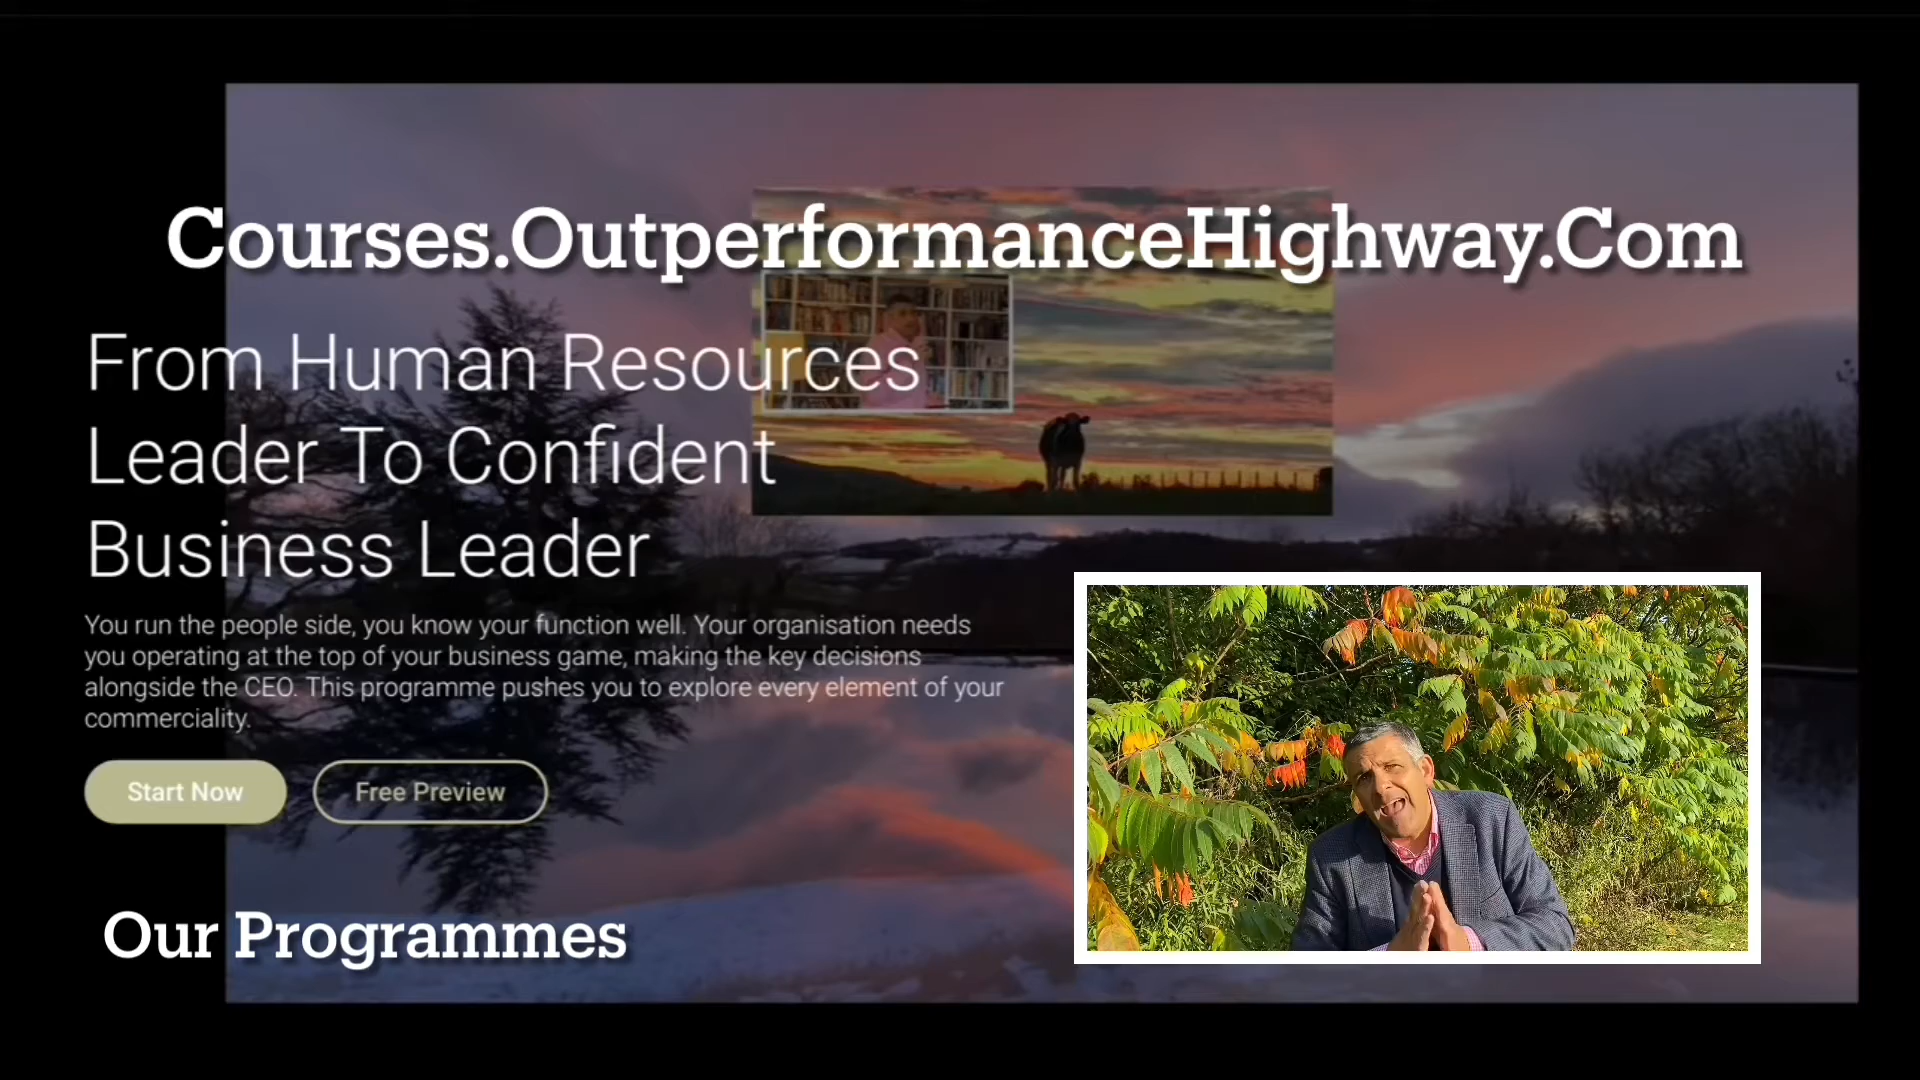 Courses.OutperformanceHighway.Com
From Human Resources
Leader To Confident
Business Leader
You run the people side, you know your function well. Your organisation needs
you operating at the top of your business game, making the key decisions
alongside the CEO. This programme pushes you to explore every element of your
commerciality.
Start Now
Free Preview
Our Programmes